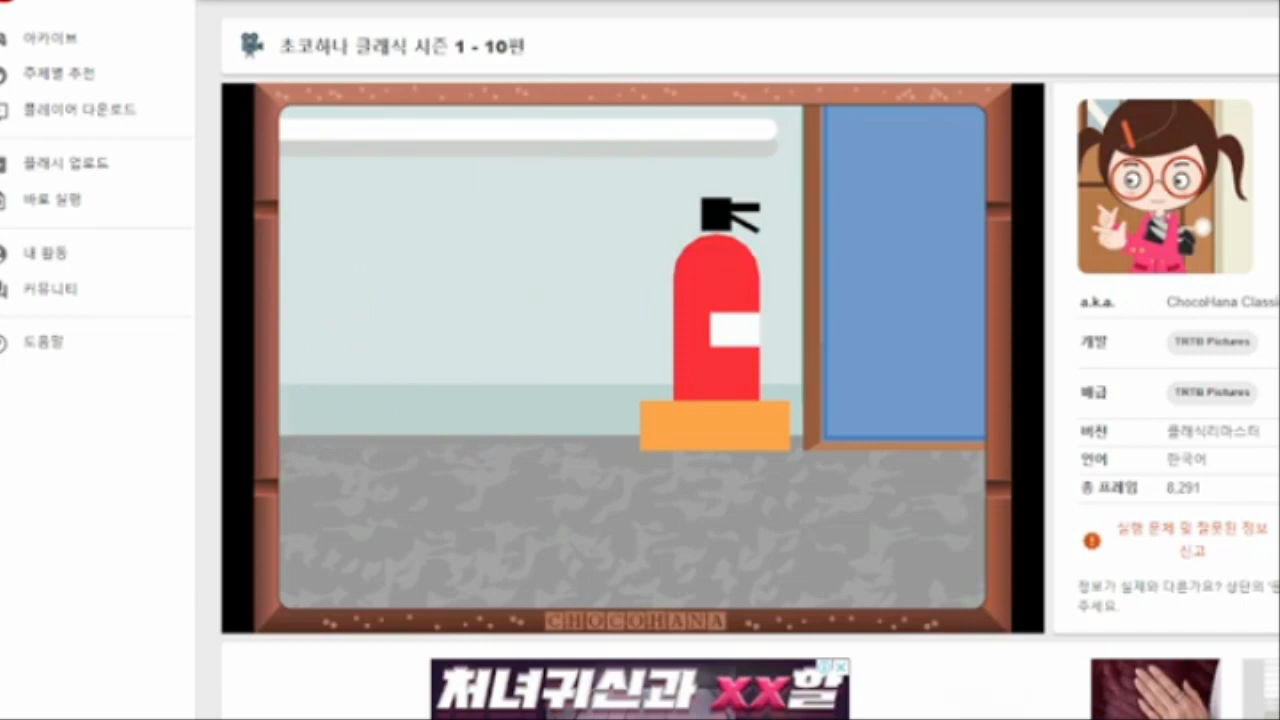 아카이브
주제별 추천
플레이어 다운로드
플래시 업로드
바로 실행
내 활동
커뮤니티
도움말
초코하나 클래식 시즌 1 - 10편
CHOCOHANA
a.k.a. ChocoHana Classi
개발 TRTB Pictures
배급 TRTB Pictures
버전 플래식리마스터
언어 한국어
총 프레임 8,291
실행 문제 및 잘못된 정보
신고
정보가 실제와 다른가요? 상단의
주세요.
처녀귀신과 xx할